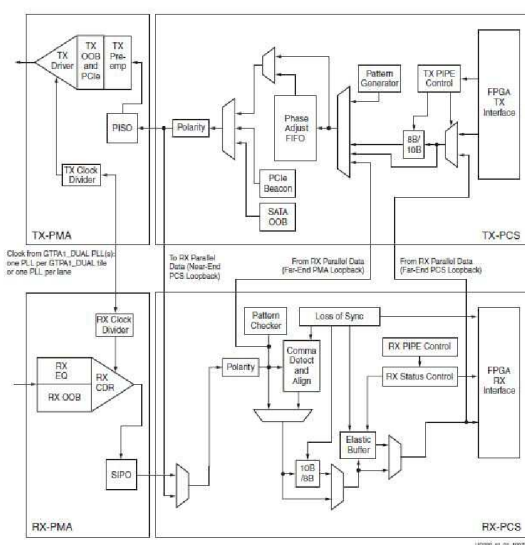 TX
Driver
TX
OOB
and
PCIe
TX
Pre-
emp
PISO
TX Clock
Divider
TX-PMA
Polarity
Phase
Adjust
FIFO
PCIe
Beacon
SATA
OOB
Pattern
Generator
TX PIPE
Control
8B/
10B
FPGA
TX
Interface
TX-PCS
Clock from GTPA1_DUAL PLL(s):
one PLL per GTPA1_DUAL tile
or one PLL per lane
To RX Parallel
Data (Near-End
PCS Loopback)
From RX Parallel Data
(Far-End PMA Loopback)
From RX Parallel Data
(Far-End PCS Loopback)
RX Clock
Divider
RX
EQ
RX OOB
RX
CDR
SIPO
RX-PMA
Pattern
Checker
Polarity
Loss of Sync
Comma
Detect
and
Align
10B
/8B
RX PIPE Control
RX Status Control
Elastic
Buffer
FPGA
RX
Interface
RX-PCS